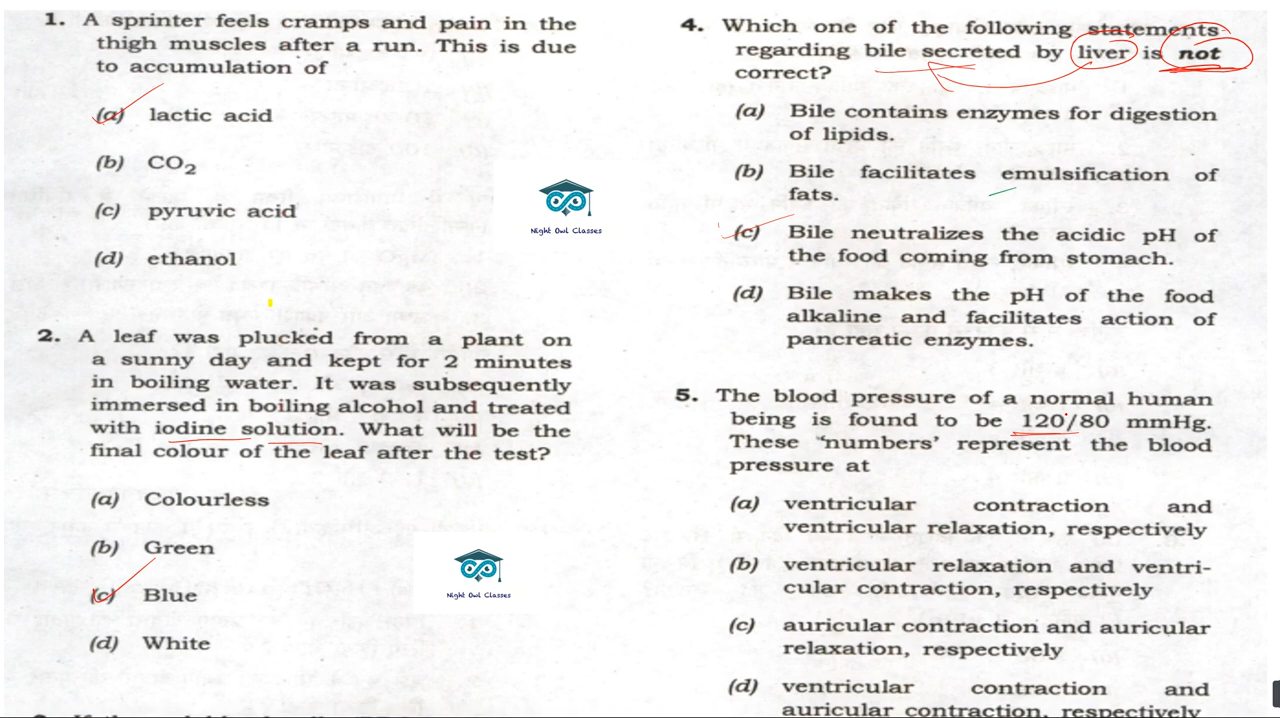 1. A sprinter feels cramps and pain in the
thigh muscles after a run. This is due
to accumulation of
(a) lactic acid
(b) CO₂
(c) pyruvic acid
(d) ethanol
Night Owl Classes
2. A leaf was plucked from a plant on
a sunny day and kept for 2 minutes
in boiling water. It was subsequently
immersed in boiling alcohol and treated
with iodine solution. What will be the
final colour of the leaf after the test?
(a) Colourless
(b) Green
(c) Blue
(d) White
Night Owl Classes
4. Which one of the following statements
regarding bile secreted by liver is not
correct?
(a) Bile contains enzymes for digestion
of lipids.
(b) Bile facilitates emulsification of
fats.
(c) Bile neutralizes the acidic pH of
the food coming from stomach.
(d) Bile makes the pH of the food
alkaline and facilitates action of
pancreatic enzymes.
5. The blood pressure of a normal human
being is found to be 120/80 mmHg.
These 'numbers' represent the blood
pressure at
(a) ventricular contraction and
ventricular relaxation, respectively
(b) ventricular relaxation and ventri-
cular contraction, respectively
(c) auricular contraction and auricular
relaxation, respectively
(d) ventricular contraction and
auricular contraction, respectively